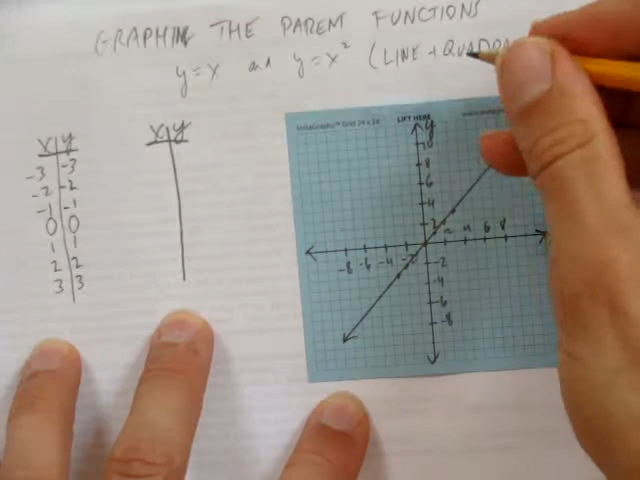 GRAPHING THE PARENT FUNCTIONS
y=x and y=x² (LINE + QUADRA
x y
-3 -3
-2 -2
-1 -1
0 0
1 1
2 2
3 3
x y
LIFT HERE
y
8
6
4
2
-8 -6 -4 -2
2 4 6 8
-2
-4
-6
-8